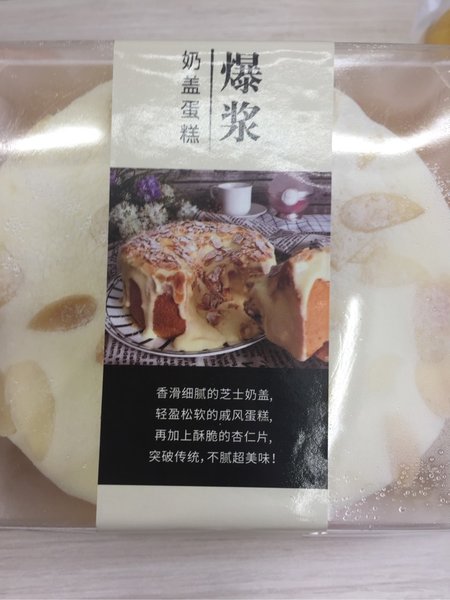 爆浆
奶盖蛋糕
香滑细腻的芝士奶盖,
轻盈松软的戚风蛋糕,
再加上酥脆的杏仁片,
突破传统,不腻超美味!